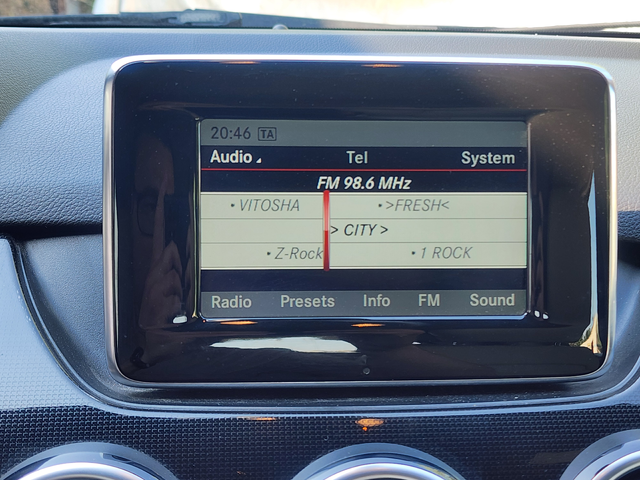 20:46 TA
Audio Tel System
FM 98.6 MHz
• VITOSHA • >FRESH<
> CITY >
• Z-Rock • 1 ROCK
Radio Presets Info FM Sound